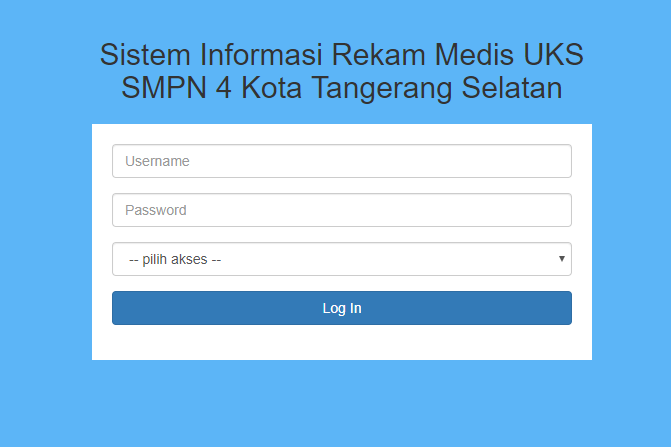 Sistem Informasi Rekam Medis UKS
SMPN 4 Kota Tangerang Selatan
Username
Password
-- pilih akses --
Log In